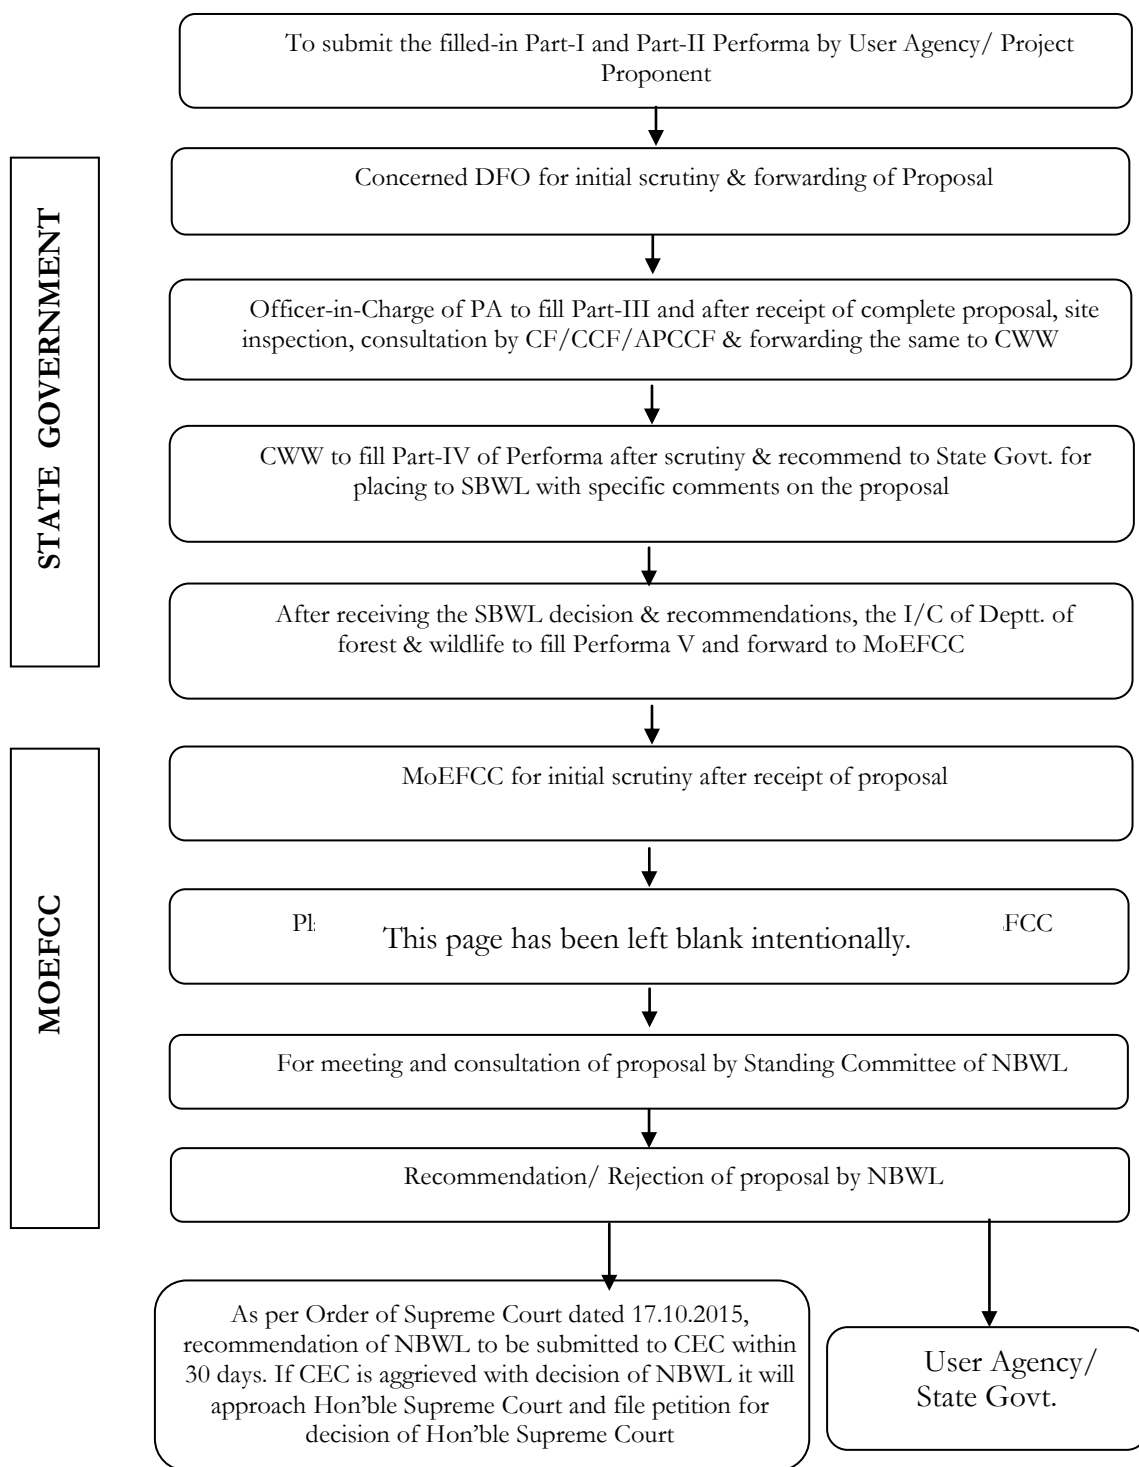 To submit the filled-in Part-I and Part-II Performa by User Agency/ Project
Proponent
STATE GOVERNMENT
Concerned DFO for initial scrutiny & forwarding of Proposal
Officer-in-Charge of PA to fill Part-III and after receipt of complete proposal, site
inspection, consultation by CF/CCF/APCCF & forwarding the same to CWW
CWW to fill Part-IV of Performa after scrutiny & recommend to State Govt. for
placing to SBWL with specific comments on the proposal
After receiving the SBWL decision & recommendations, the I/C of Deptt. of
forest & wildlife to fill Performa V and forward to MoEFCC
MOEFCC
MoEFCC for initial scrutiny after receipt of proposal
This page has been left blank intentionally.
For meeting and consultation of proposal by Standing Committee of NBWL
Recommendation/ Rejection of proposal by NBWL
As per Order of Supreme Court dated 17.10.2015,
recommendation of NBWL to be submitted to CEC within
30 days. If CEC is aggrieved with decision of NBWL it will
approach Hon’ble Supreme Court and file petition for
decision of Hon’ble Supreme Court
User Agency/
State Govt.